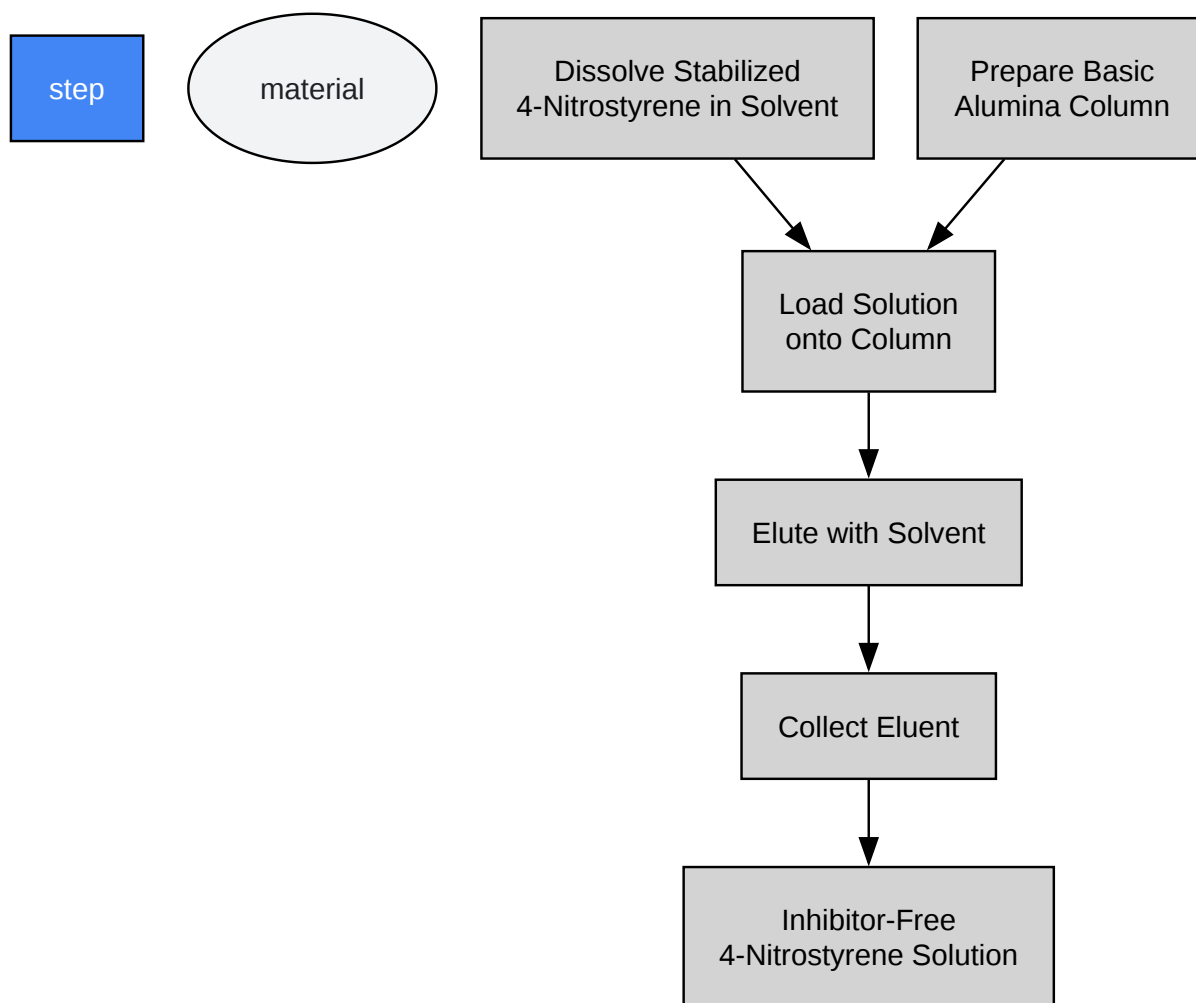 step
material
Dissolve Stabilized
4-Nitrostyrene in Solvent
Prepare Basic
Alumina Column
Load Solution
onto Column
Elute with Solvent
Collect Eluent
Inhibitor-Free
4-Nitrostyrene Solution